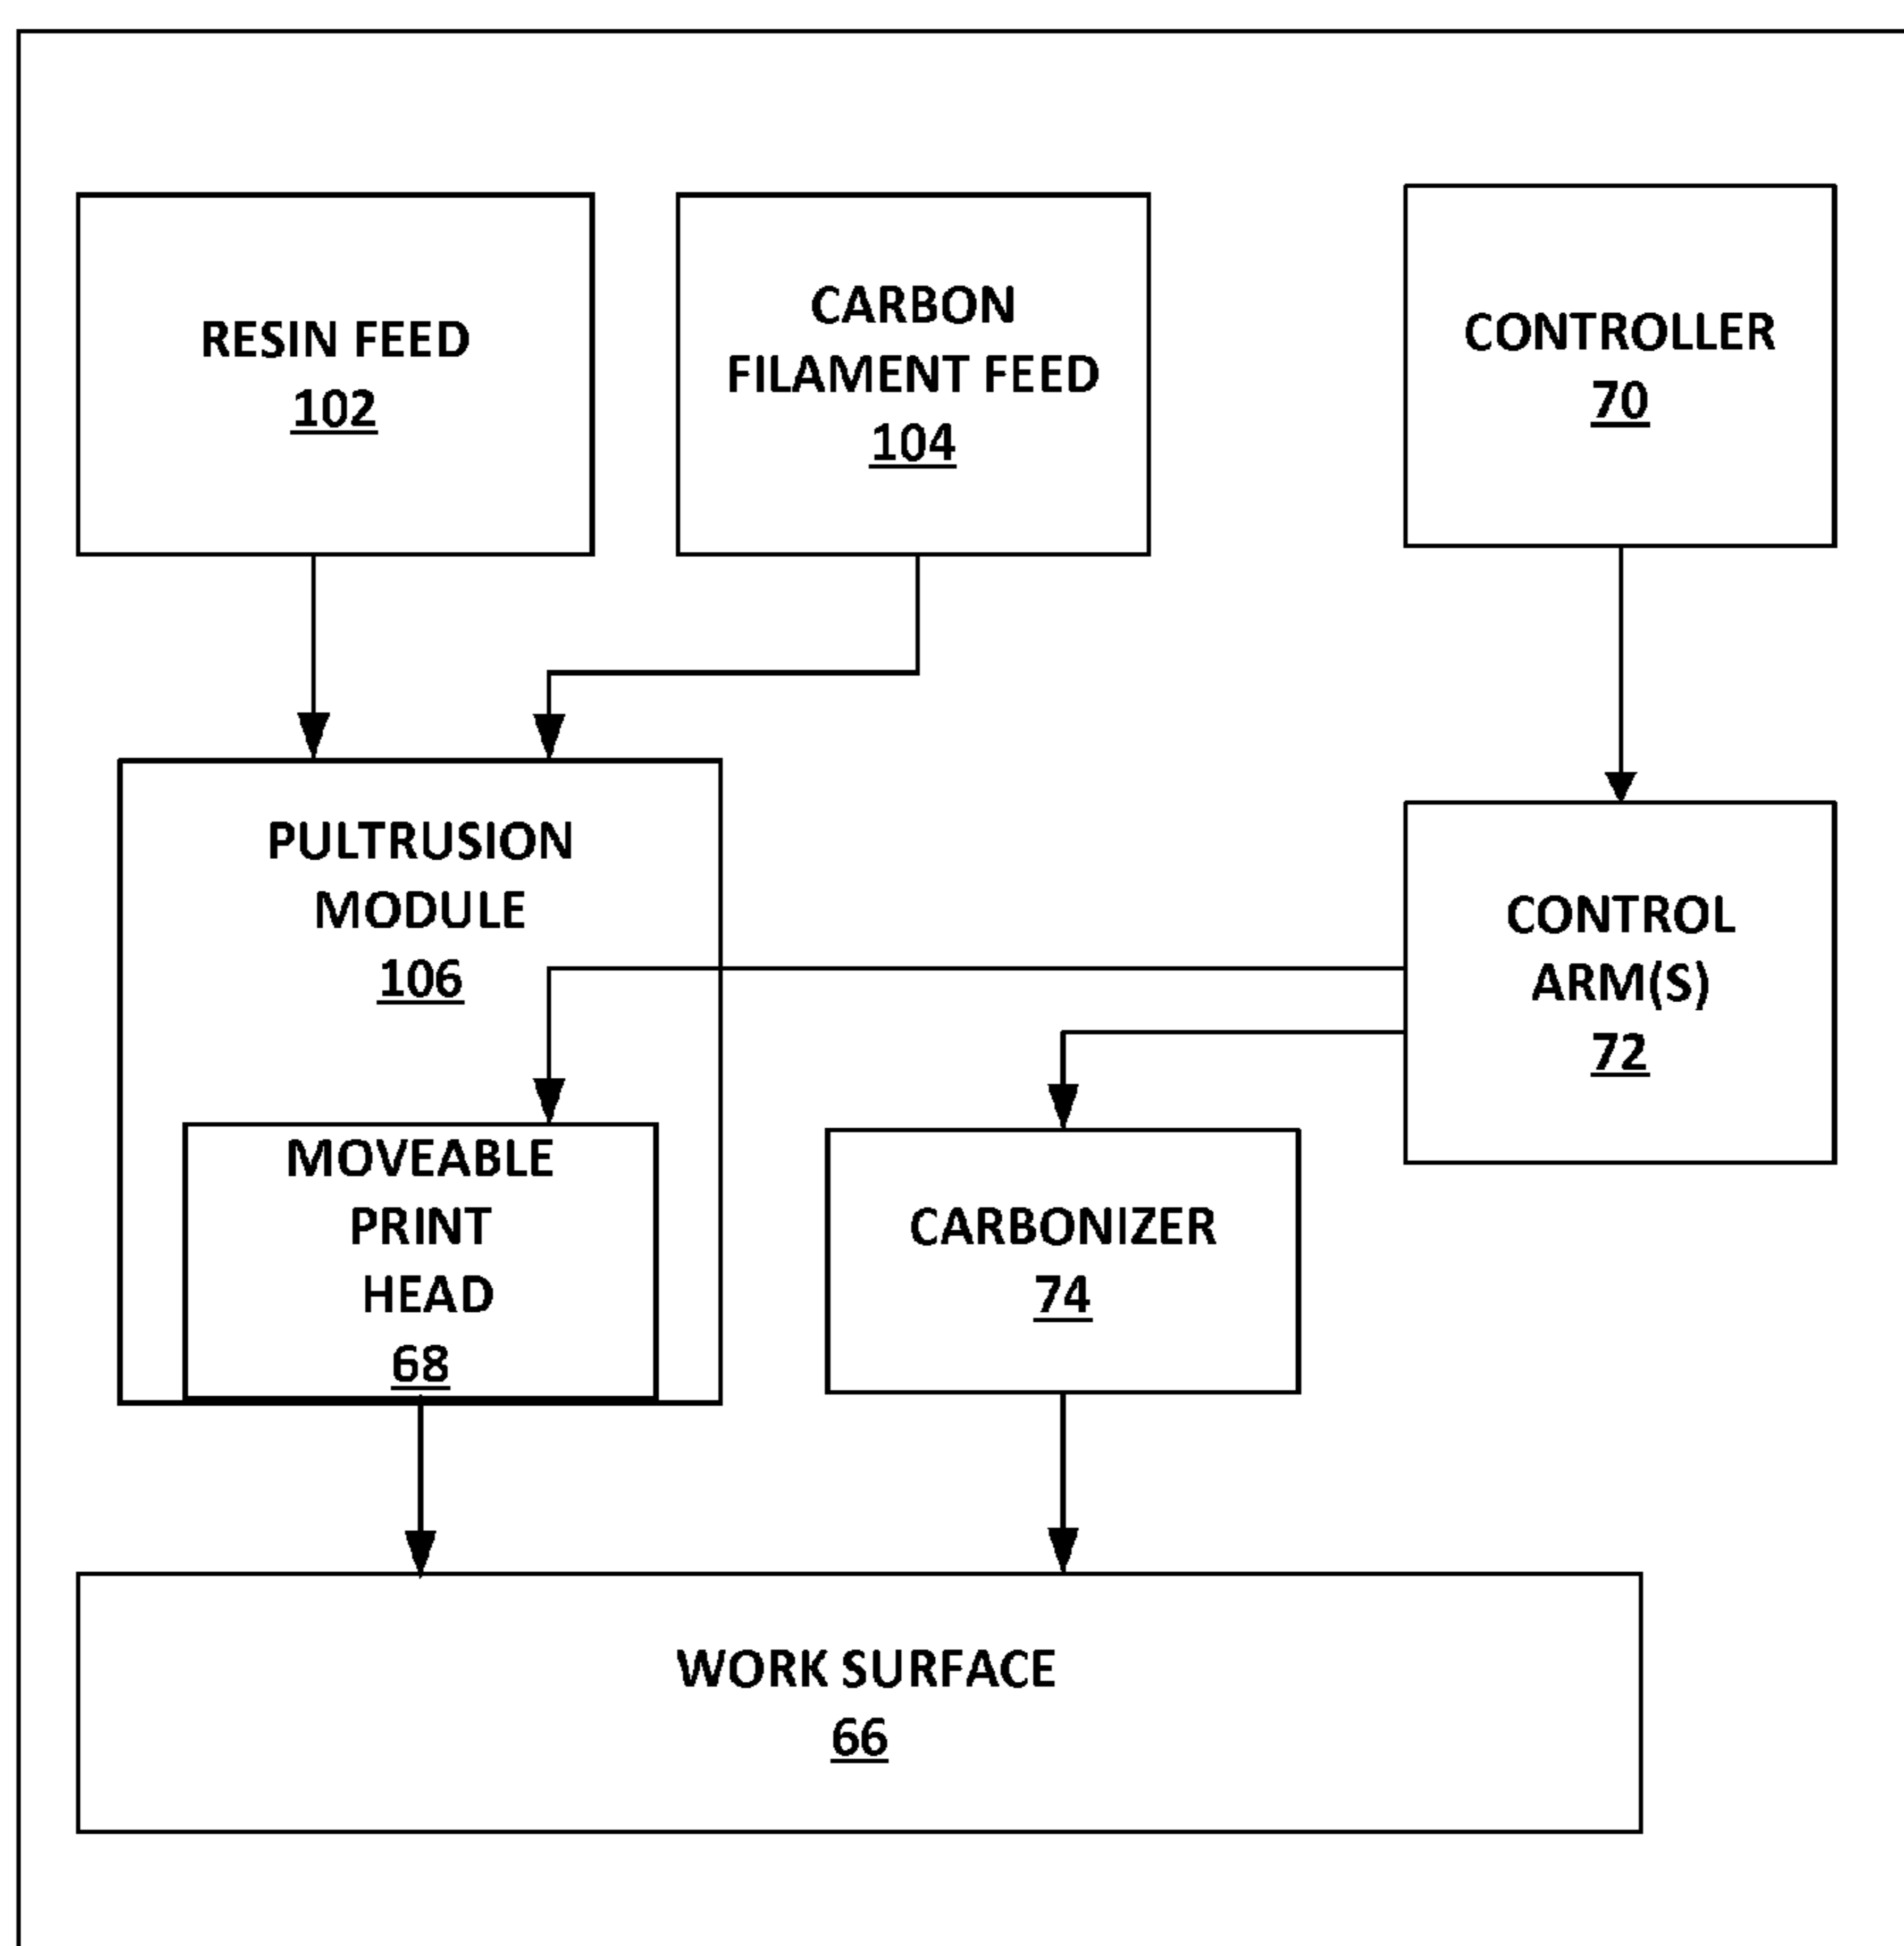 RESIN FEED
102
CARBON
FILAMENT FEED
104
CONTROLLER
70
PULTRUSION
MODULE
106
CONTROL
ARM(S)
72
MOVEABLE
PRINT
HEAD
68
CARBONIZER
74
WORK SURFACE
66